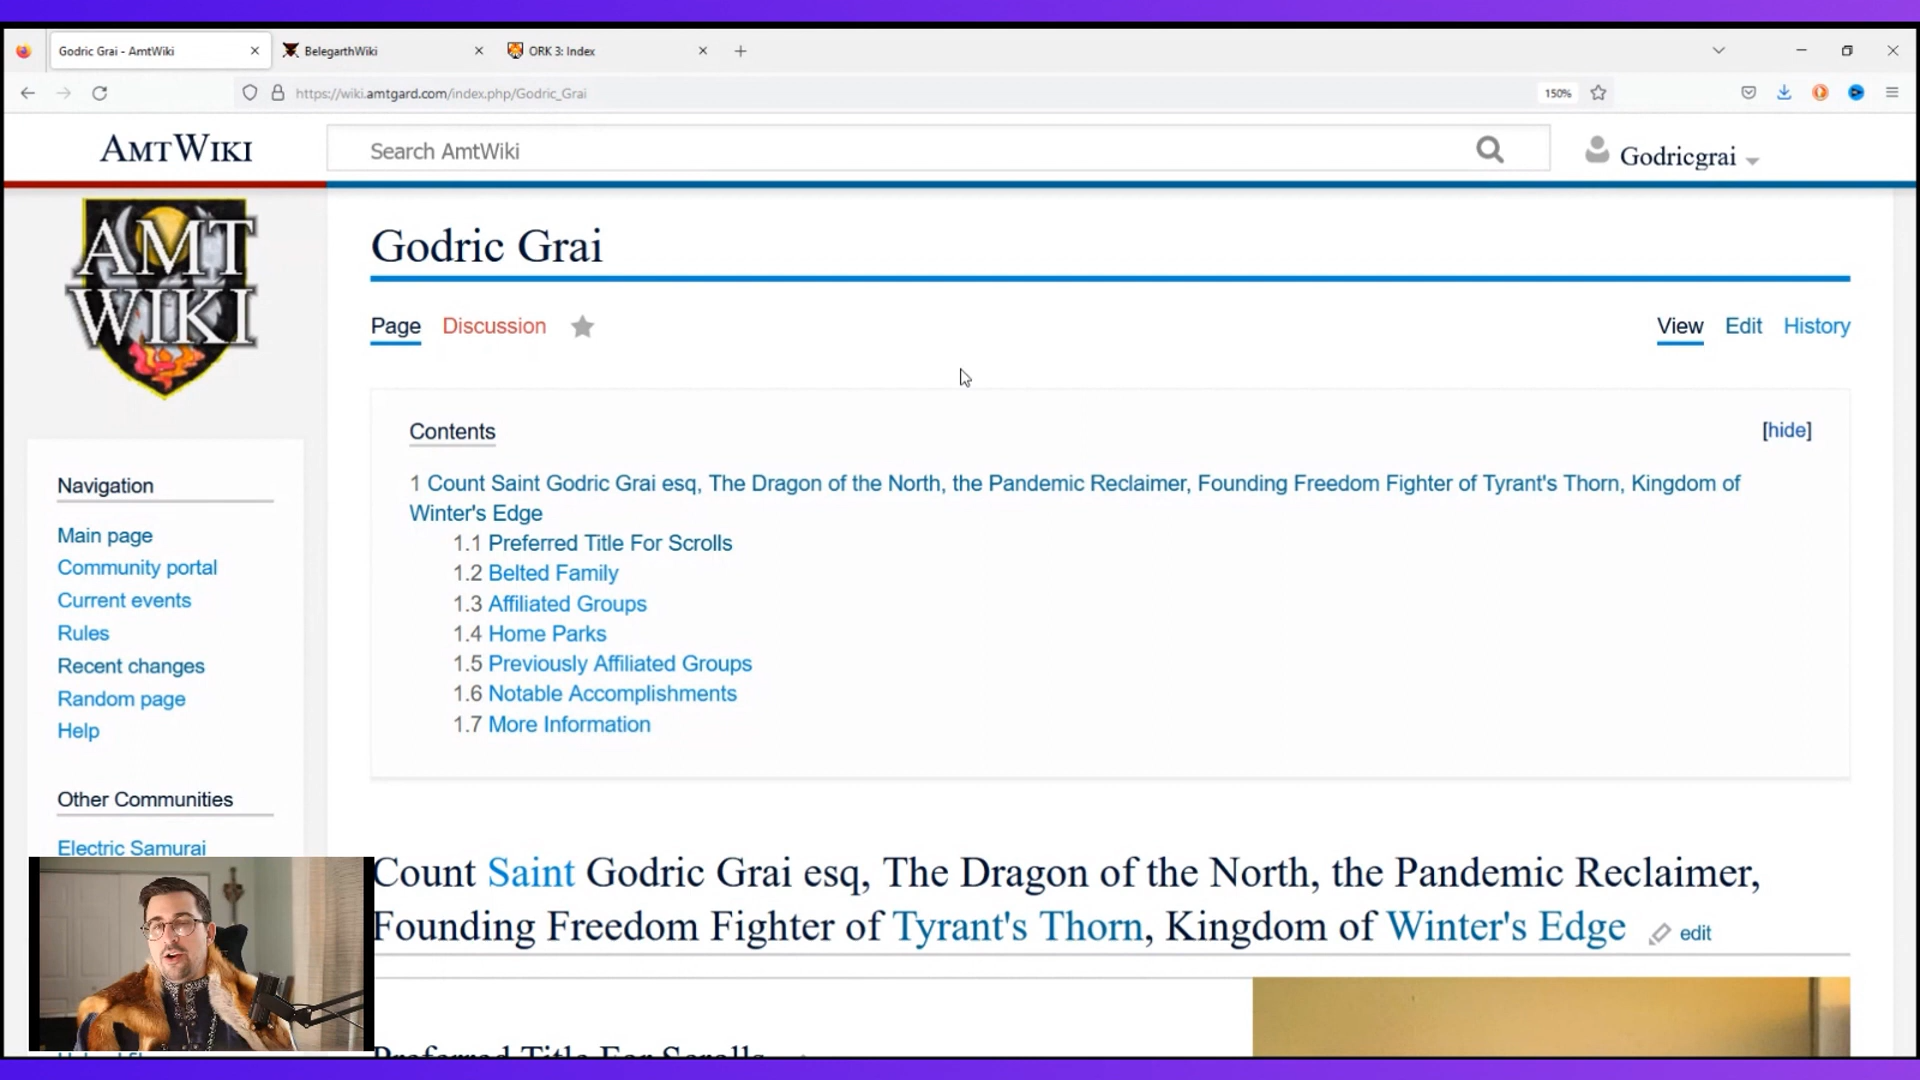 Godric Grai - AmtWiki
BelegarthWiki
ORK 3: Index
https://wiki.amtgard.com/index.php/Godric_Grai
150%
AMTWIKI
Search AmtWiki
Godricgrai
AMT
WIKI
Godric Grai
Page Discussion
View Edit History
Contents
[hide]
1 Count Saint Godric Grai esq, The Dragon of the North, the Pandemic Reclaimer, Founding Freedom Fighter of Tyrant's Thorn, Kingdom of
Winter's Edge
1.1 Preferred Title For Scrolls
1.2 Belted Family
1.3 Affiliated Groups
1.4 Home Parks
1.5 Previously Affiliated Groups
1.6 Notable Accomplishments
1.7 More Information
Navigation
Main page
Community portal
Current events
Rules
Recent changes
Random page
Help
Other Communities
Electric Samurai
Count Saint Godric Grai esq, The Dragon of the North, the Pandemic Reclaimer,
Founding Freedom Fighter of Tyrant's Thorn, Kingdom of Winter's Edge edit
Preferred Title For Scrolls